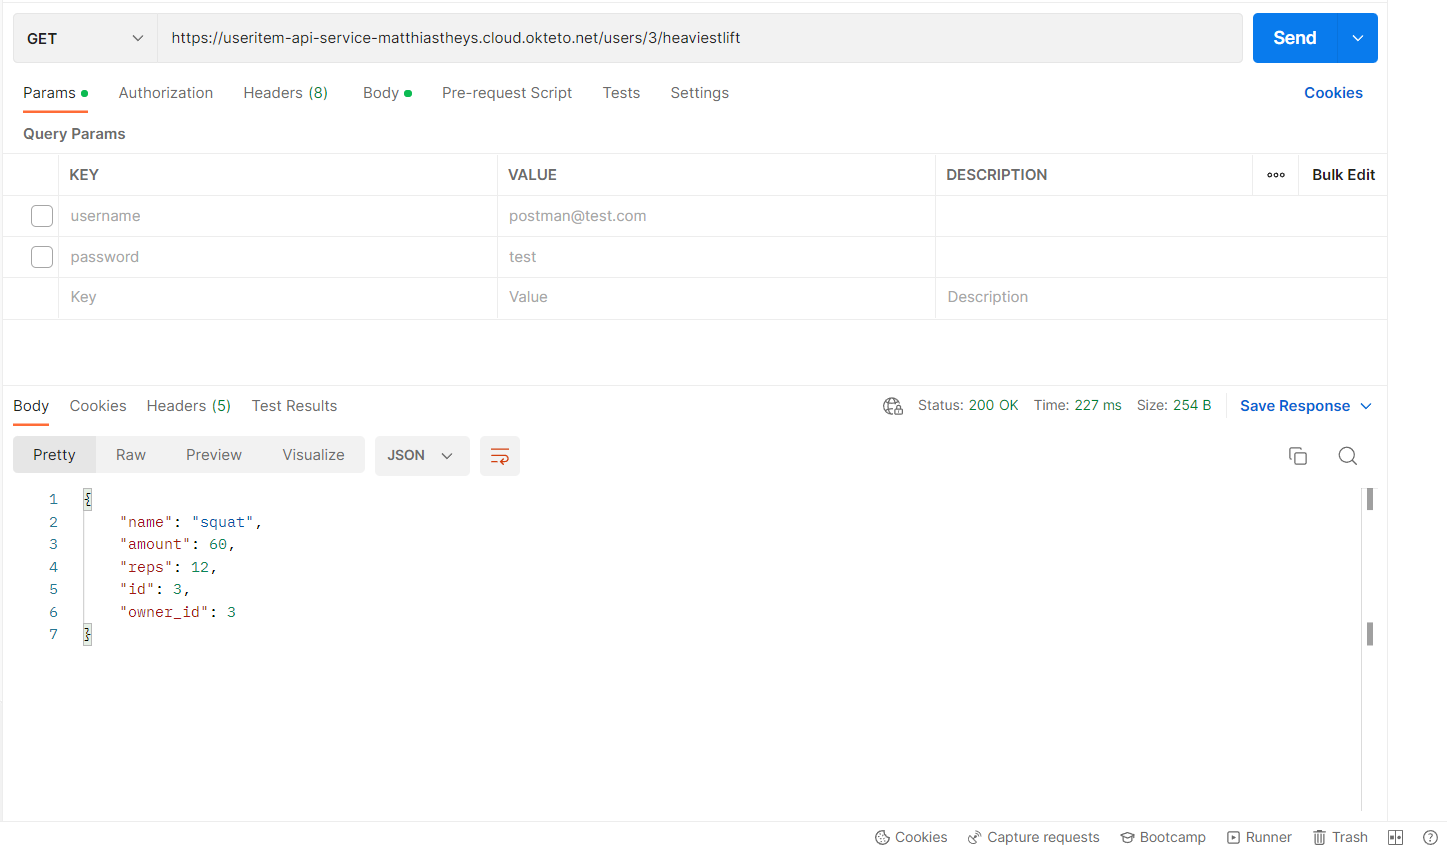 GET https://useritem-api-service-matthiastheys.cloud.okteto.net/users/3/heaviestlift Send
Params Authorization Headers (8) Body Pre-request Script Tests Settings Cookies
Query Params
KEY VALUE DESCRIPTION Bulk Edit
username postman@test.com
password test
Key Value Description
Body Cookies Headers (5) Test Results Status: 200 OK Time: 227 ms Size: 254 B Save Response
Pretty Raw Preview Visualize JSON
1 {
2 "name": "squat",
3 "amount": 60,
4 "reps": 12,
5 "id": 3,
6 "owner_id": 3
7 }
Cookies Capture requests Bootcamp Runner Trash